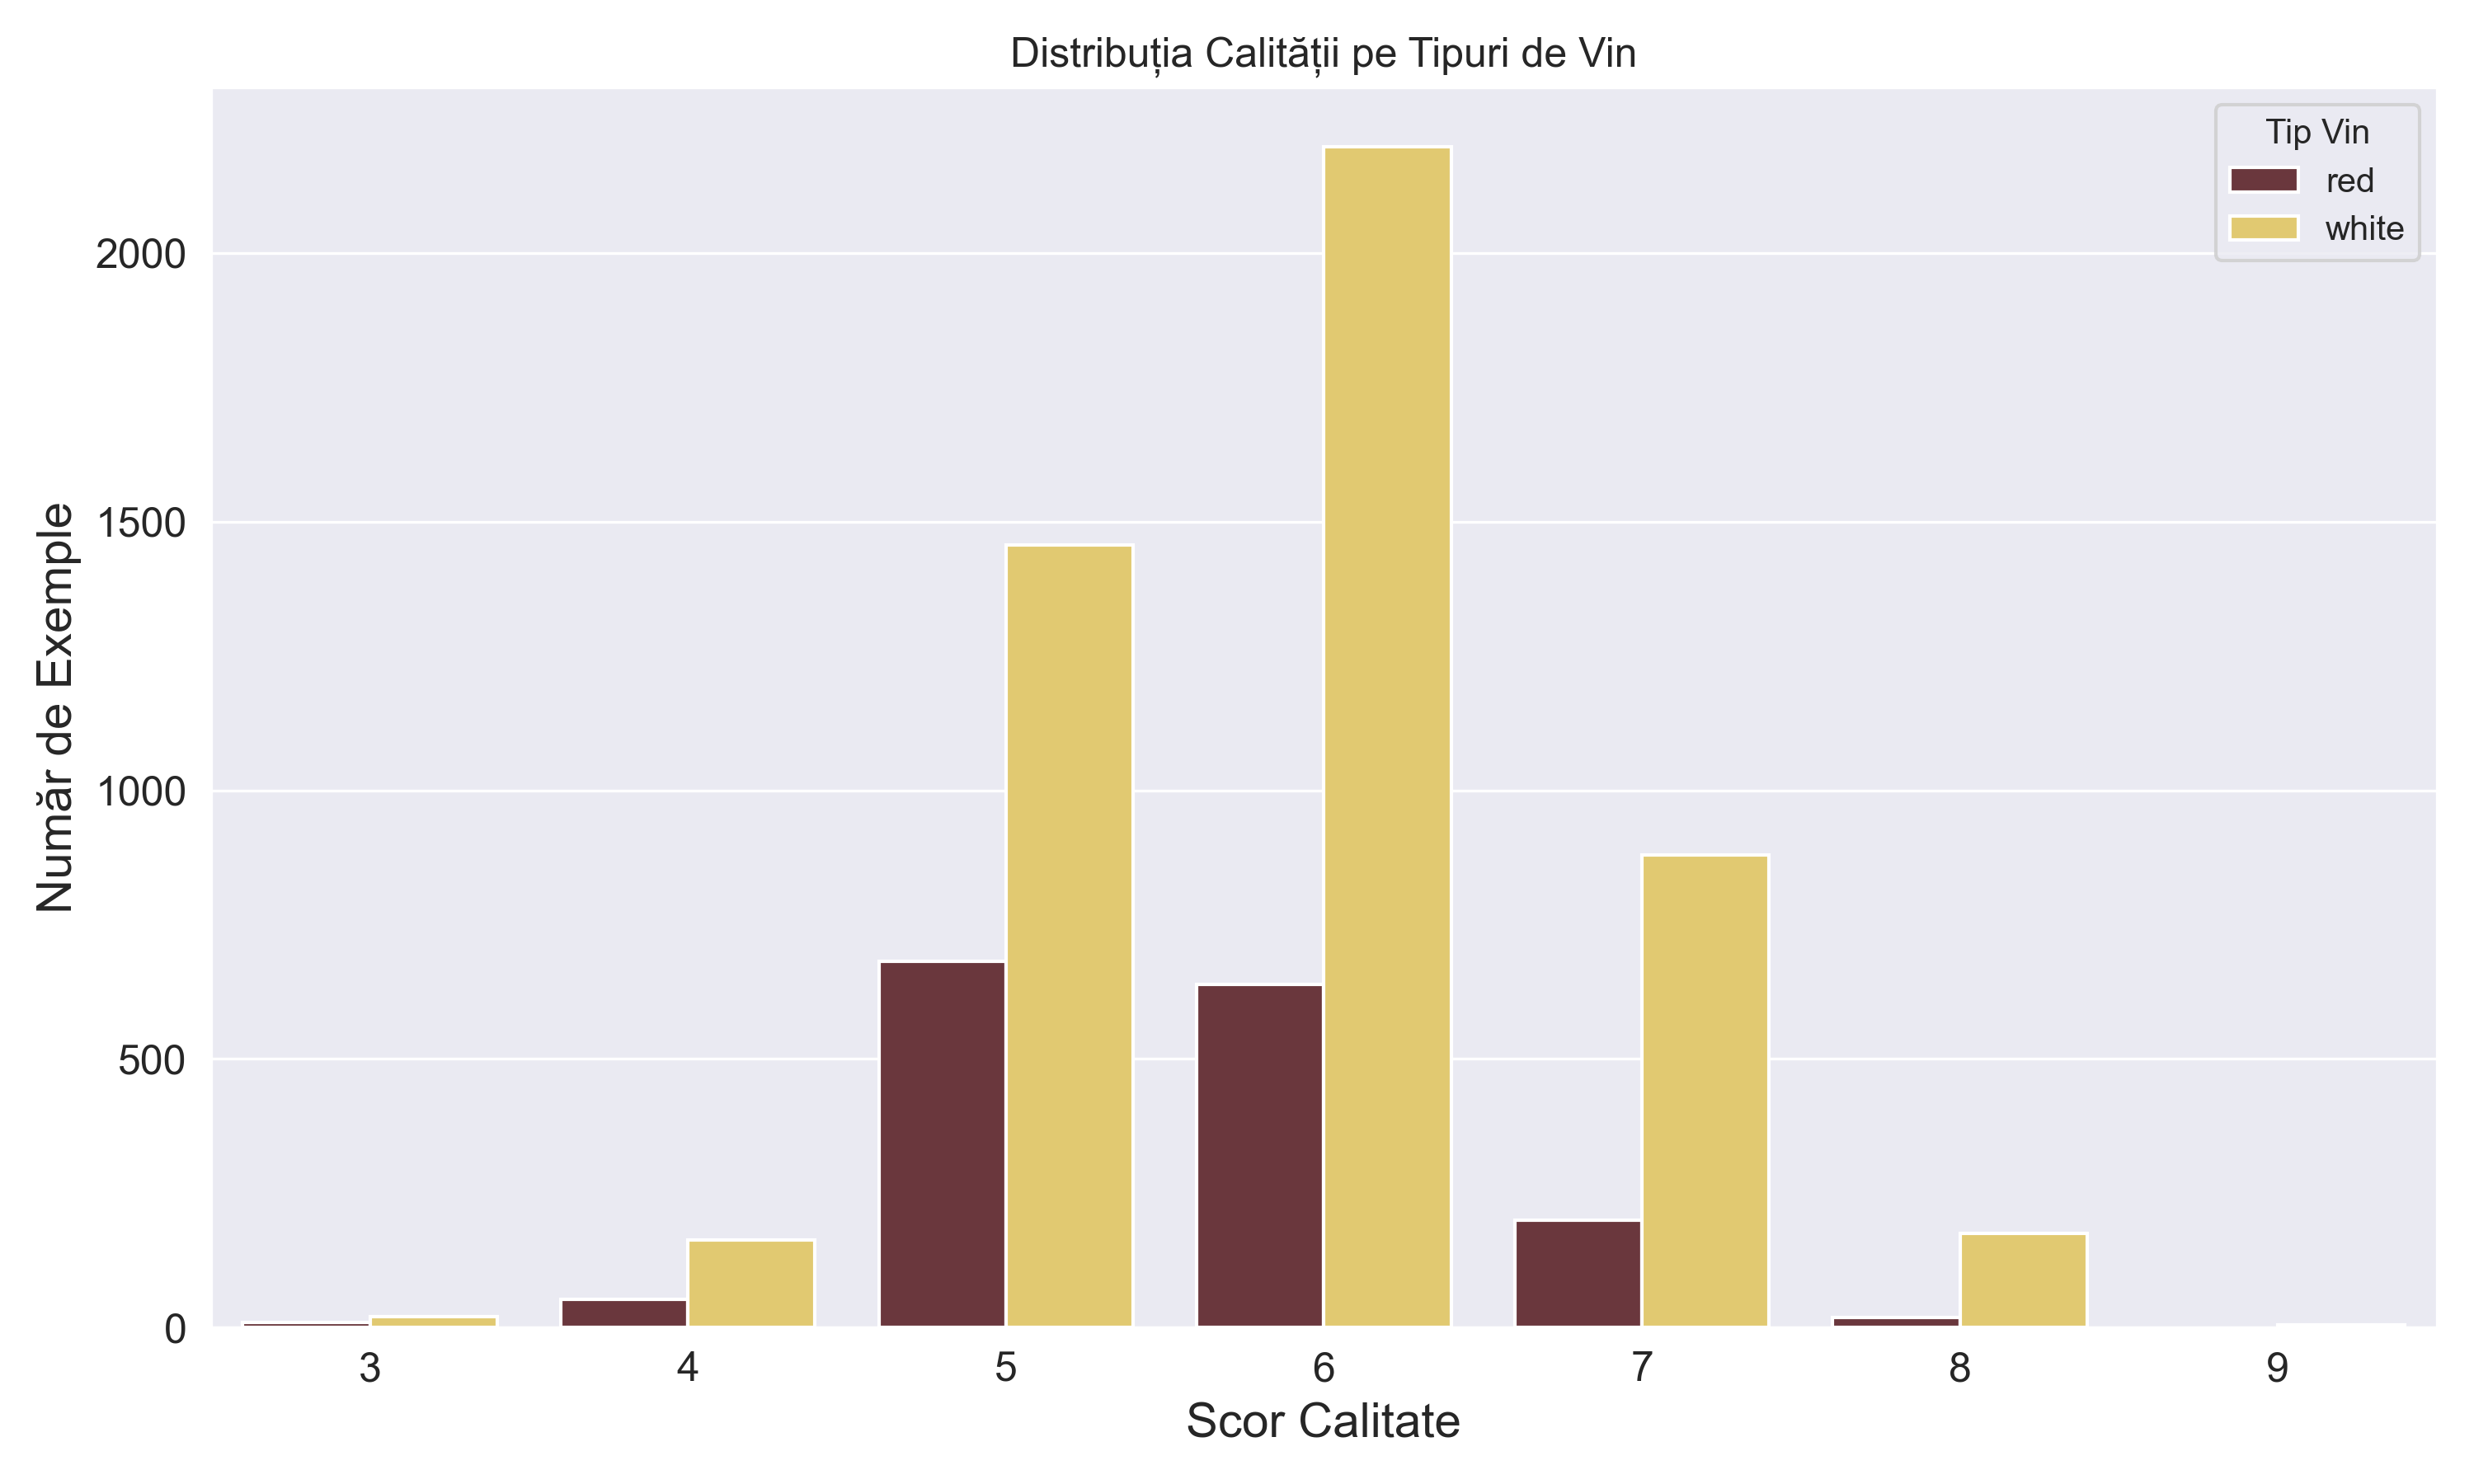 Distribuția Calității pe Tipuri de Vin
Tip Vin
red
white
Număr de Exemple
2000
1500
1000
500
0
3 4 5 6 7 8 9
Scor Calitate